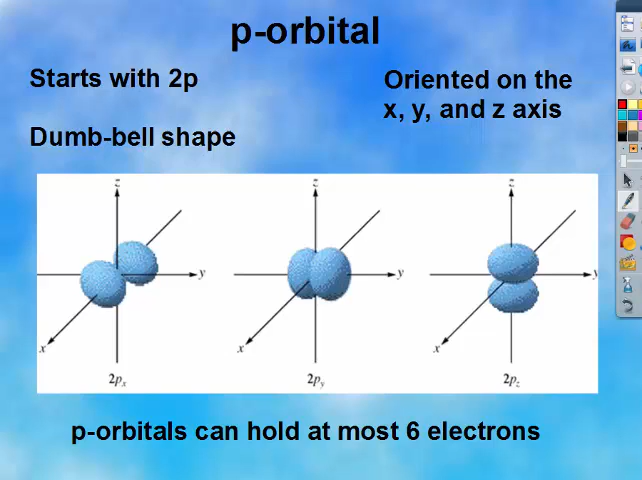 p-orbital
Starts with 2p
Oriented on the
x, y, and z axis
Dumb-bell shape
z
z
z
y
y
y
x
x
x
2px
2py
2pz
p-orbitals can hold at most 6 electrons